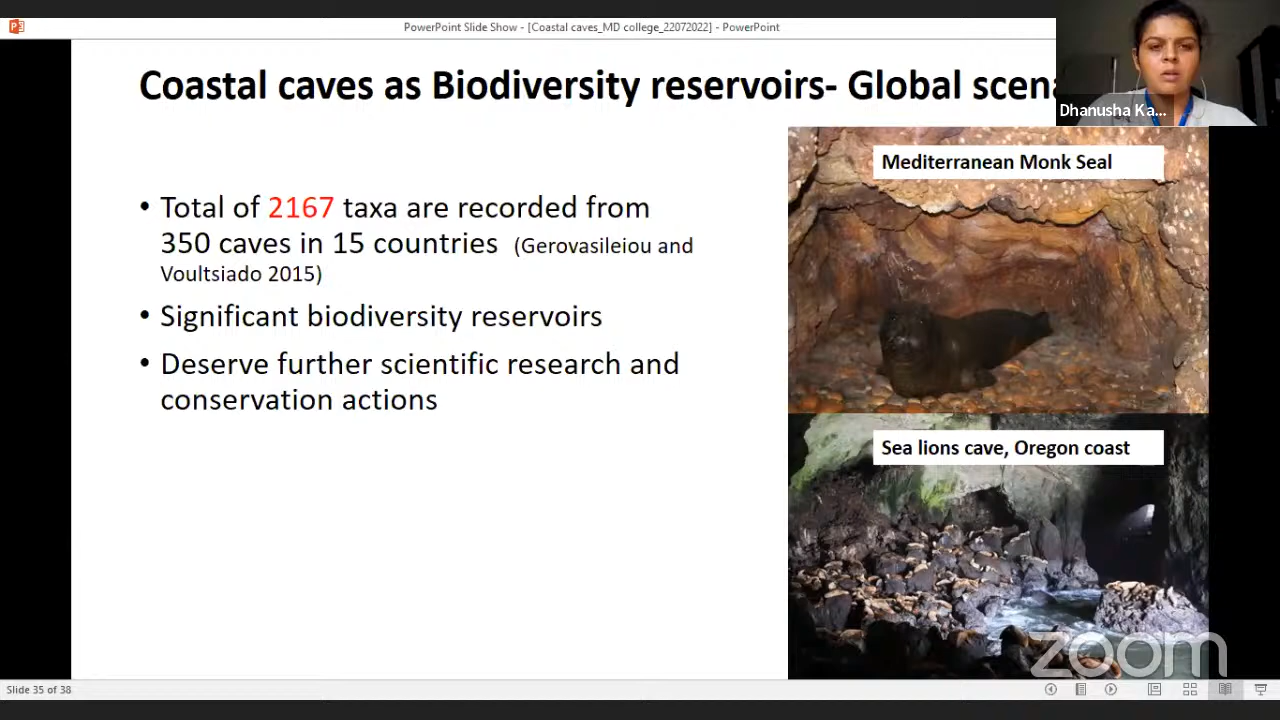 PowerPoint Slide Show - [Coastal caves_MD college_22072022] - PowerPoint
Coastal caves as Biodiversity reservoirs- Global scena
Dhanusha Ka...
Mediterranean Monk Seal
• Total of 2167 taxa are recorded from
350 caves in 15 countries (Gerovasileiou and
Voultsiado 2015)
• Significant biodiversity reservoirs
• Deserve further scientific research and
conservation actions
Sea lions cave, Oregon coast
zoom
Slide 35 of 38